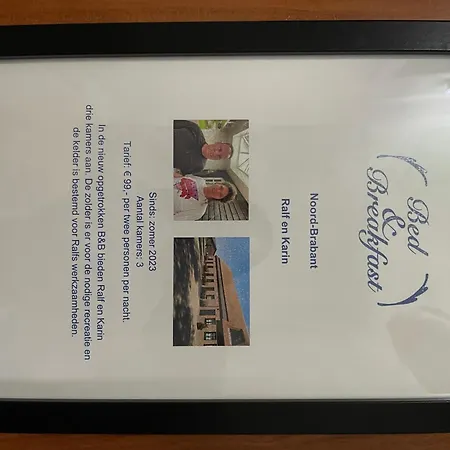 Bed
&
Breakfast
Noord-Brabant
Ralf en Karin
Sinds: zomer 2023
Aantal kamers: 3
Tarief: € 99,- per twee personen per nacht.
In de nieuw opgetrokken B&B bieden Ralf en Karin
drie kamers aan. De zolder is er voor de nodige recreatie en
de kelder is bestemd voor Ralfs werkzaamheden.